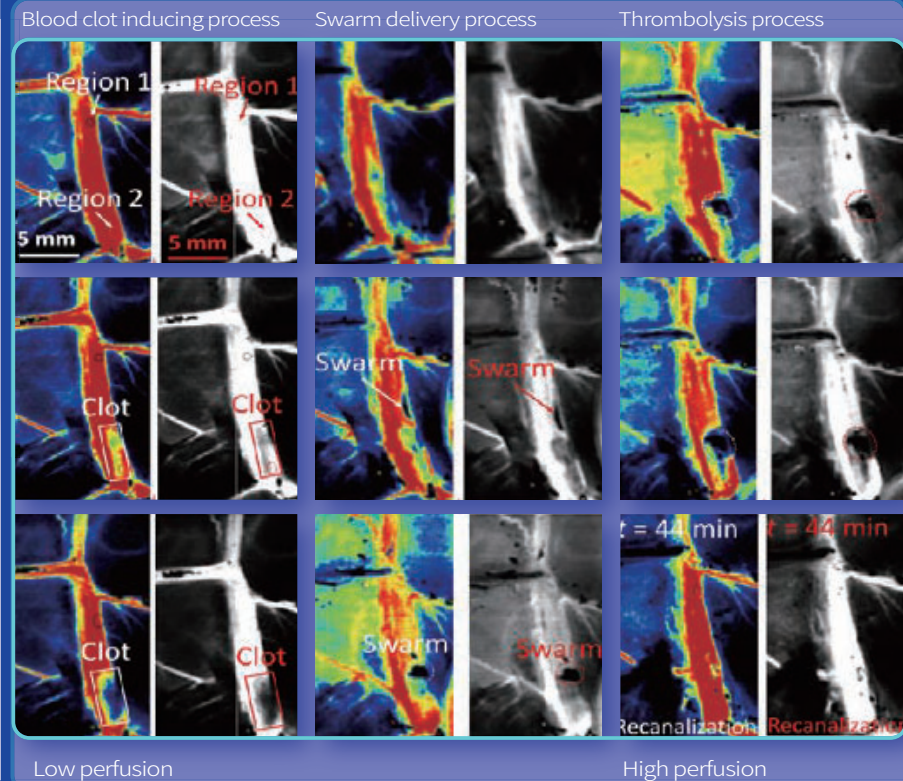 Blood clot inducing process
Swarm delivery process
Thrombolysis process
Region 1
Region 1
Region 2
Region 2
5 mm
5 mm
Clot
Clot
Swarm
Swarm
Clot
Clot
Swarm
Swarm
t = 44 min
t = 44 min
Recanalization
Recanalization
Low perfusion
High perfusion